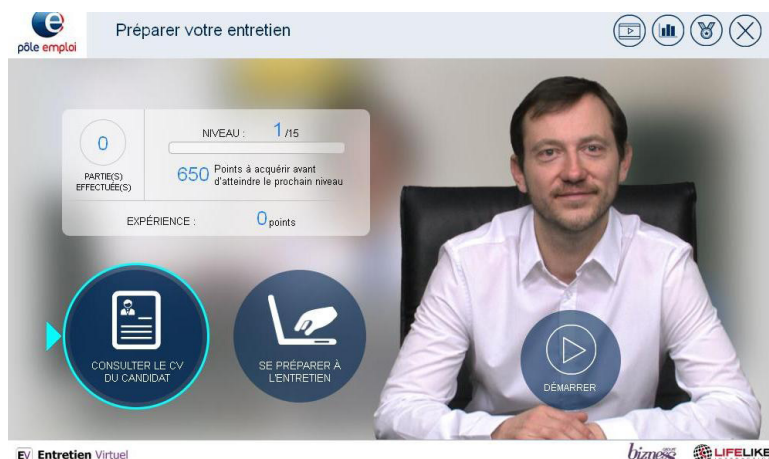 pôle emploi
Préparer votre entretien
0
PARTIE(S)
EFFECTUÉE(S)
NIVEAU : 1 /15
650 Points à acquérir avant
d'atteindre le prochain niveau
EXPÉRIENCE : 0 points
CONSULTER LE CV
DU CANDIDAT
SE PRÉPARER À
L'ENTRETIEN
DÉMARRER
EV Entretien Virtuel
bizness
LIFELIKE